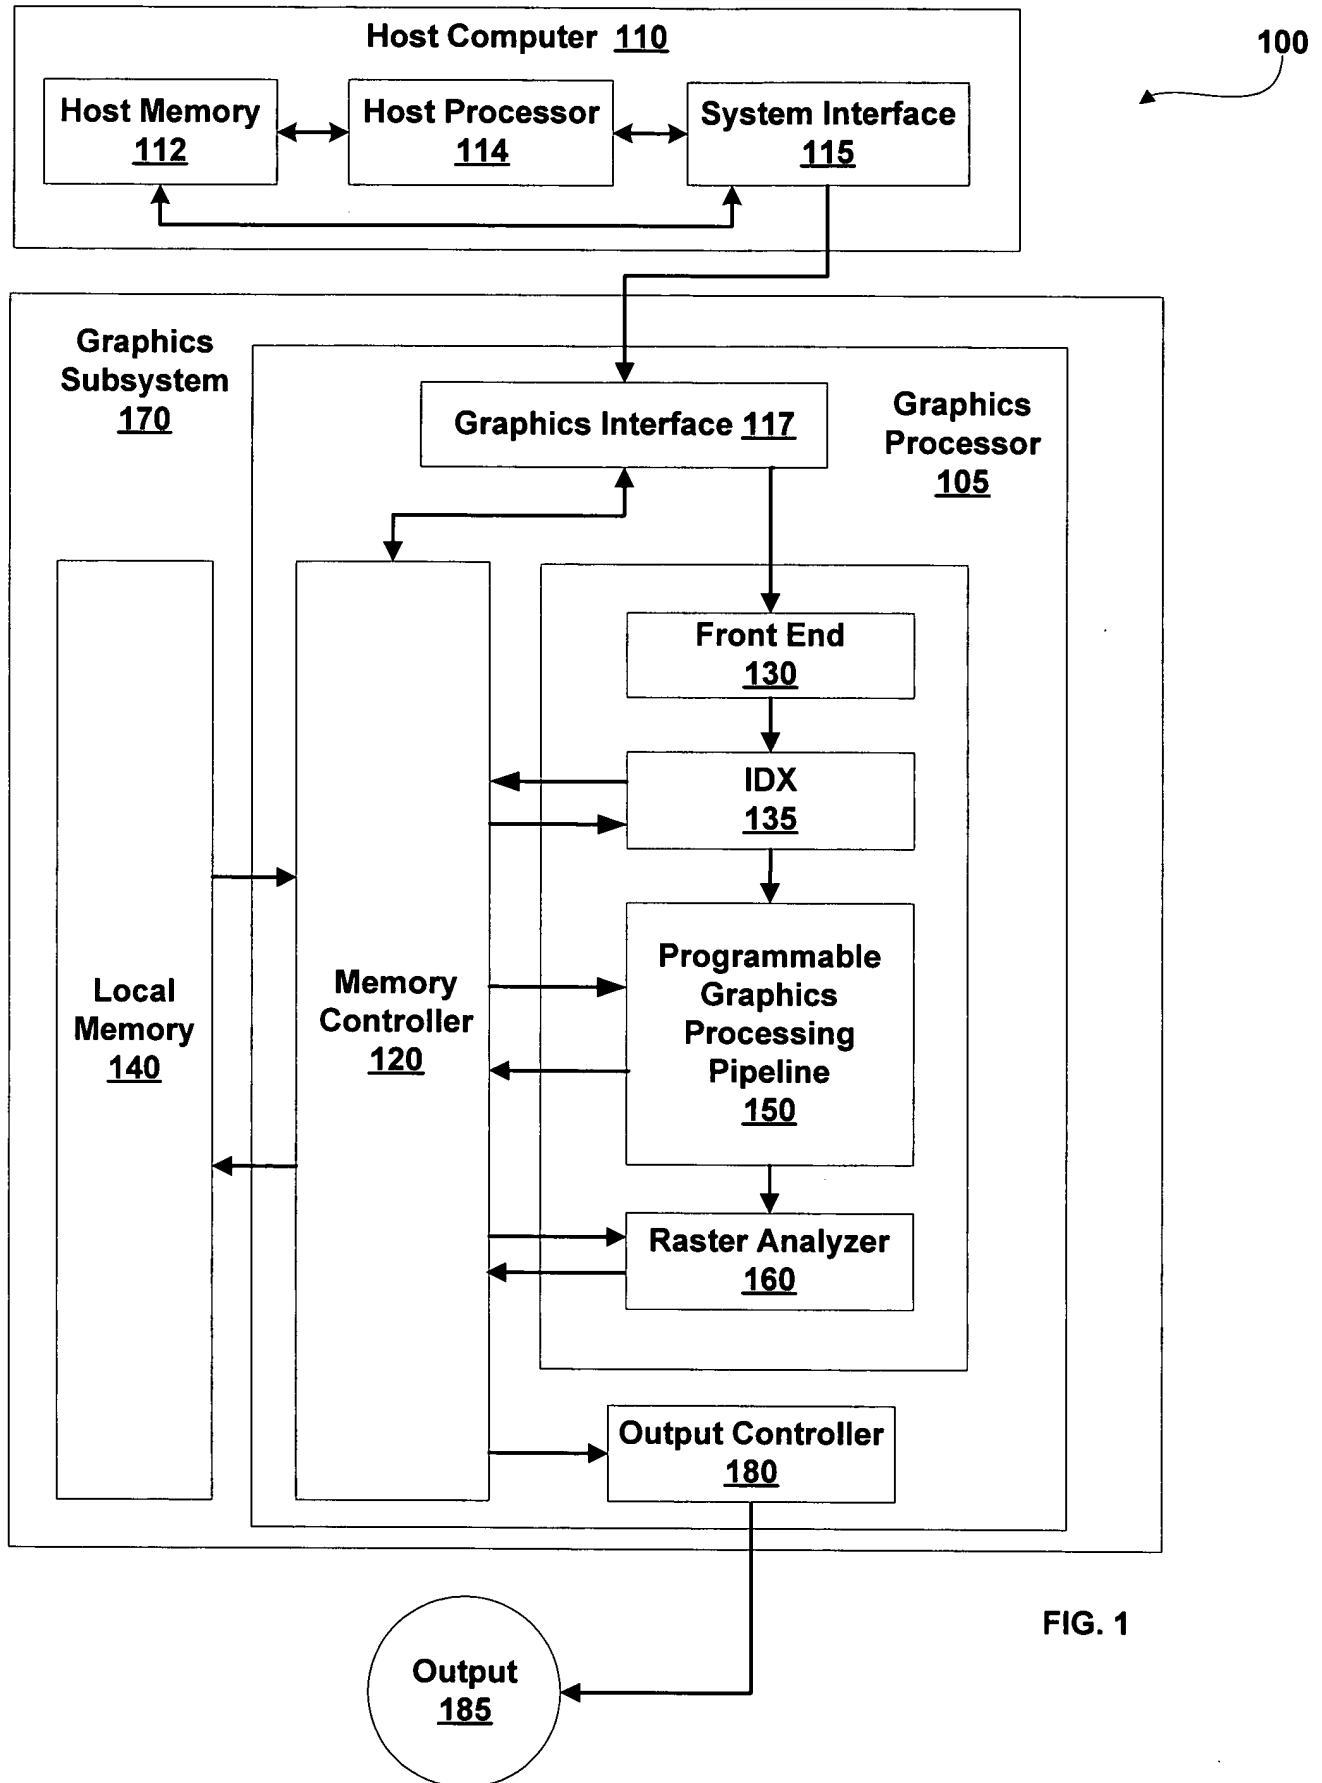 Host Computer 110
100
Host Memory
112
Host Processor
114
System Interface
115
Graphics
Subsystem
170
Graphics Interface 117
Graphics
Processor
105
Front End
130
IDX
135
Local
Memory
140
Memory
Controller
120
Programmable
Graphics
Processing
Pipeline
150
Raster Analyzer
160
Output Controller
180
Output
185
FIG. 1